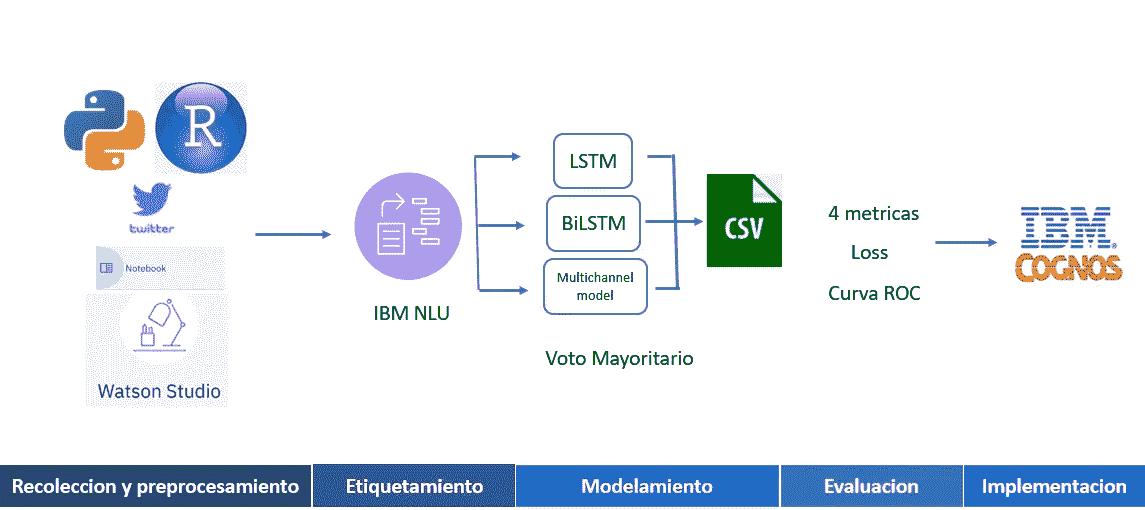 R
twitter
Notebook
Watson Studio
IBM NLU
LSTM
BiLSTM
Multichannel
model
Voto Mayoritario
CSV
4 metricas
Loss
Curva ROC
IBM®
COGNOS
Recoleccion y preprocesamiento
Etiquetamiento
Modelamiento
Evaluacion
Implementacion